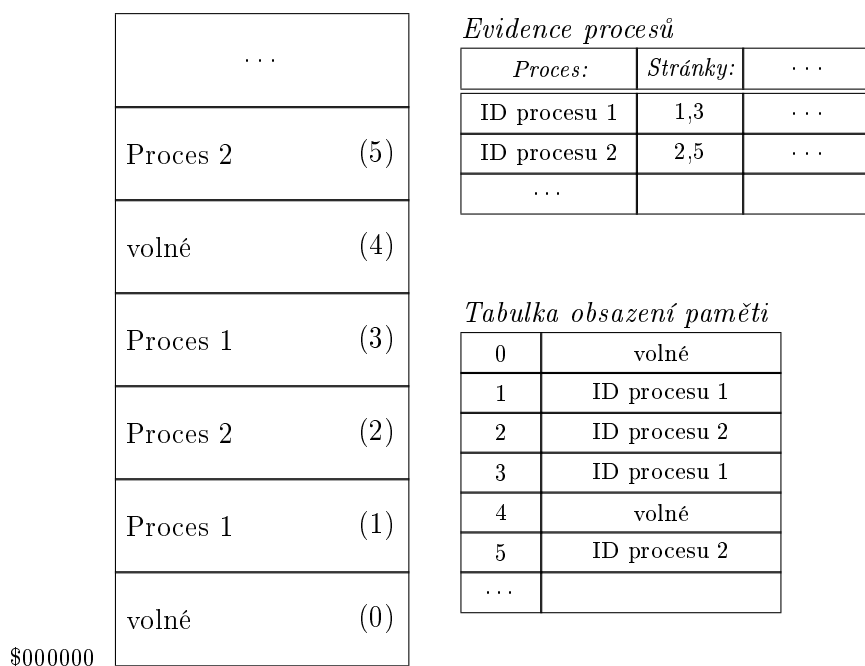 . . .
Proces 2 (5)
volné (4)
Proces 1 (3)
Proces 2 (2)
Proces 1 (1)
volné (0)
$000000
Evidence procesů
Proces: Stránky: . . .
ID procesu 1 1,3 . . .
ID procesu 2 2,5 . . .
. . .
Tabulka obsazení paměti
0 volné
1 ID procesu 1
2 ID procesu 2
3 ID procesu 1
4 volné
5 ID procesu 2
. . .